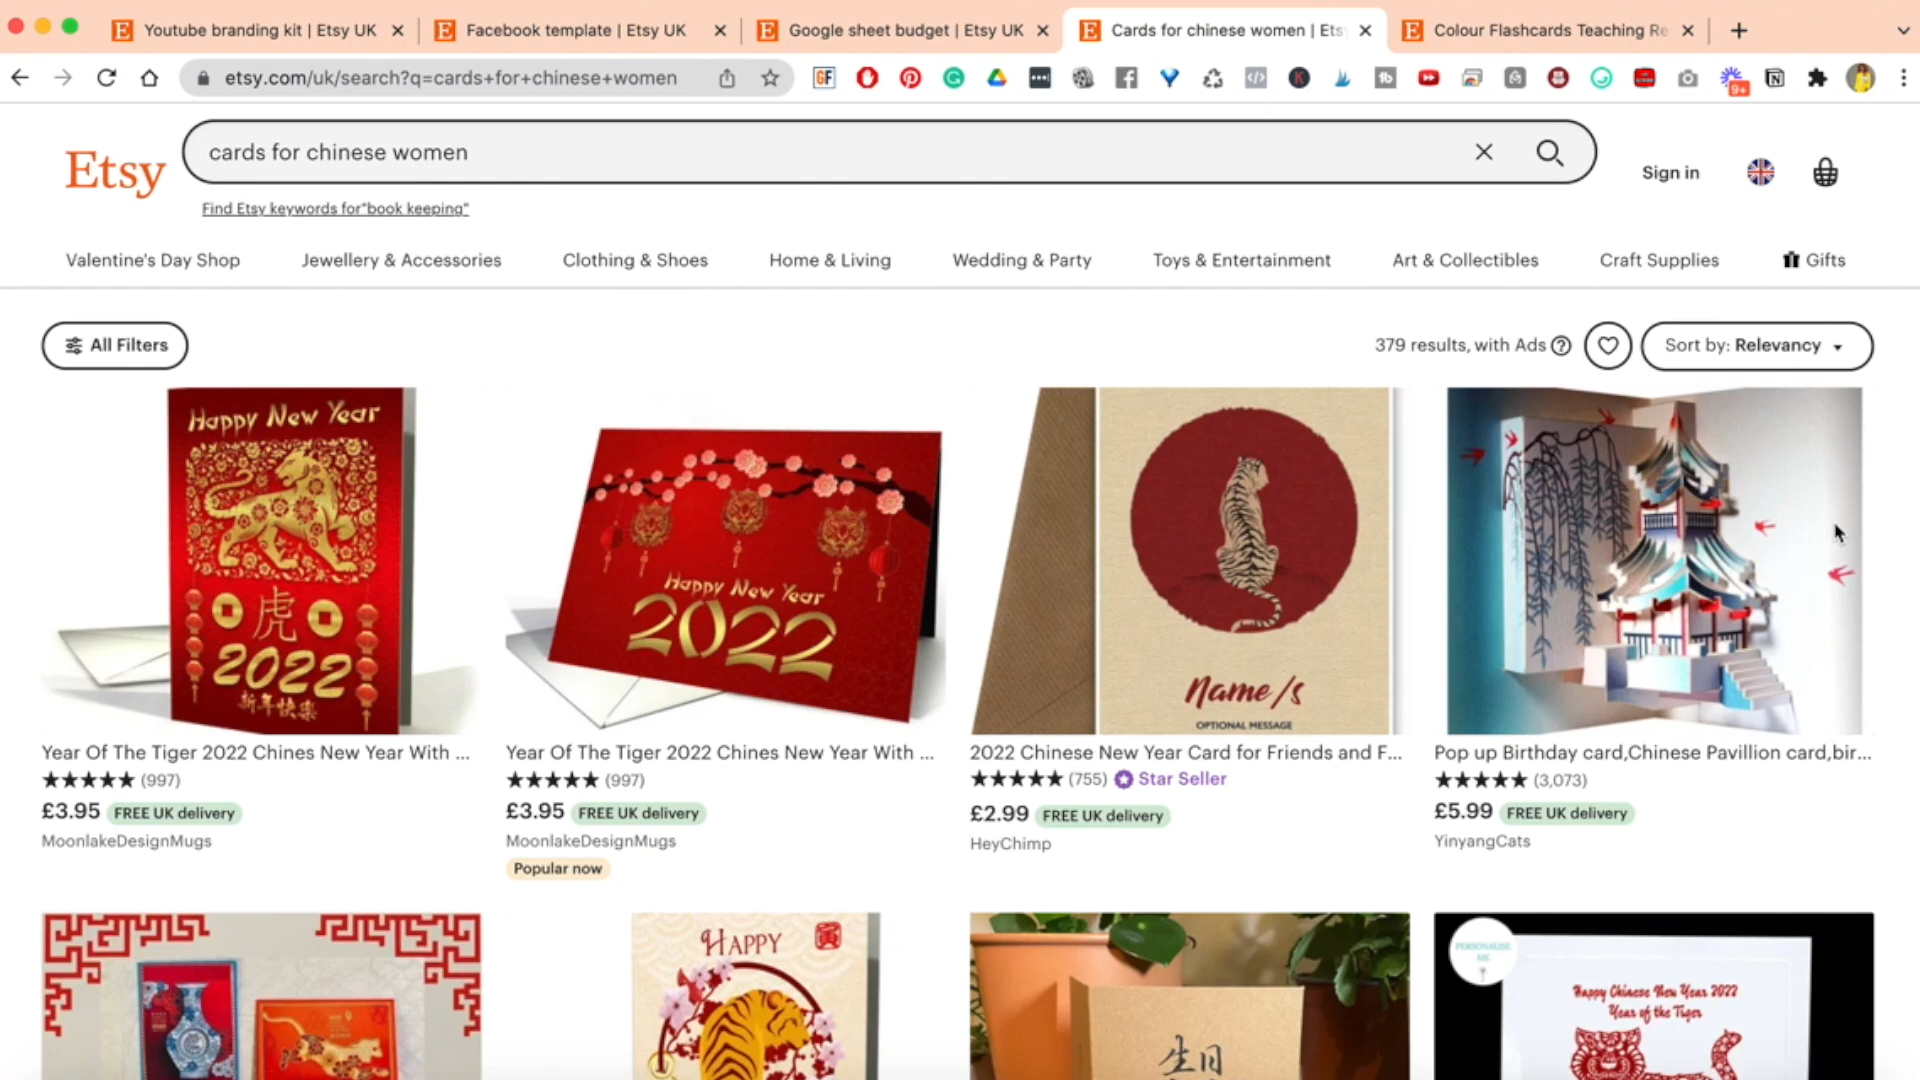 Youtube branding kit | Etsy UK
Facebook template | Etsy UK
Google sheet budget | Etsy UK
Cards for chinese women | Ets
Colour Flashcards Teaching Re
etsy.com/uk/search?q=cards+for+chinese+women
GF
9+
Etsy
cards for chinese women
Sign in
Find Etsy keywords for"book keeping"
Valentine's Day Shop
Jewellery & Accessories
Clothing & Shoes
Home & Living
Wedding & Party
Toys & Entertainment
Art & Collectibles
Craft Supplies
Gifts
All Filters
379 results, with Ads
Sort by: Relevancy
Happy New Year
虎
2022
新年快樂
Happy New Year
2022
Name/s
OPTIONAL MESSAGE
Year Of The Tiger 2022 Chines New Year With ...
(997)
£3.95 FREE UK delivery
MoonlakeDesignMugs
Year Of The Tiger 2022 Chines New Year With ...
(997)
£3.95 FREE UK delivery
MoonlakeDesignMugs
Popular now
2022 Chinese New Year Card for Friends and F...
(755) Star Seller
£2.99 FREE UK delivery
HeyChimp
Pop up Birthday card,Chinese Pavillion card,bir...
(3,073)
£5.99 FREE UK delivery
YinyangCats
HAPPY
寅
生日
PERSONALISE
ME
Happy Chinese New Year 2022
Year of the Tiger